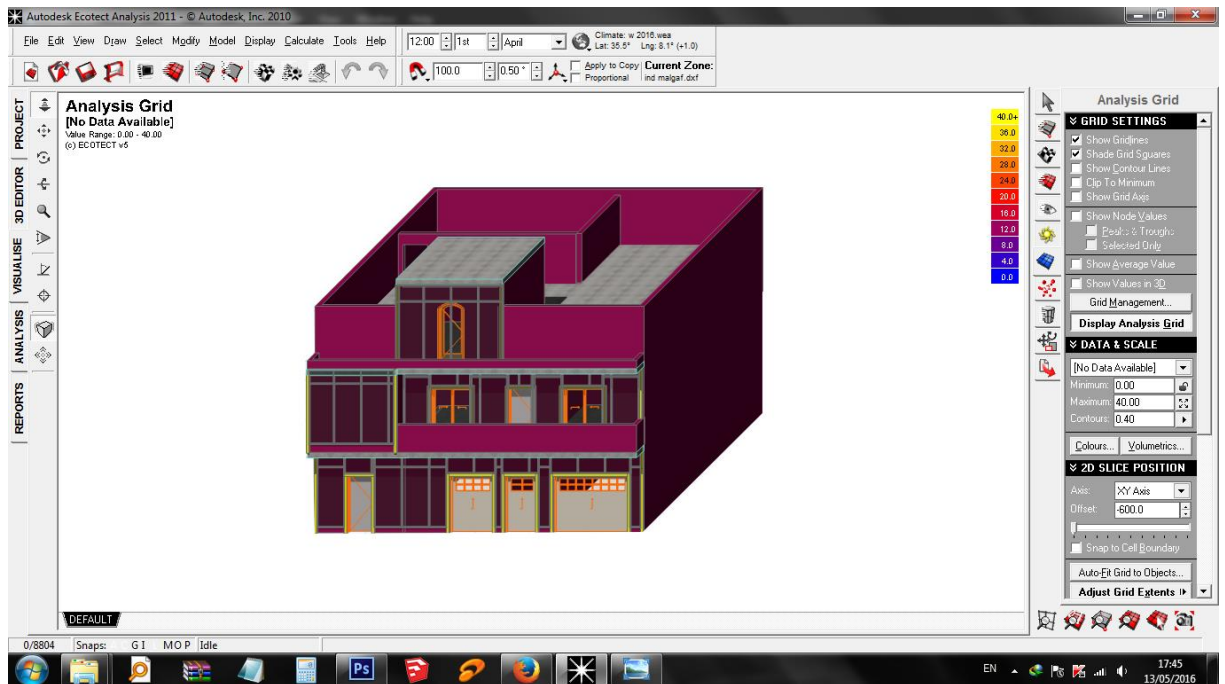 Autodesk Ecotect Analysis 2011 - © Autodesk, Inc. 2010
File Edit View Draw Select Modify Model Display Calculate Tools Help
12:00 1st April
Climate: w 2016.wea
Lat: 35.5° Lng: 8.1° (+1.0)
100.0 0.50°
Apply to Copy
Proportional
Current Zone:
ind malgaf.dxf
PROJECT
3D EDITOR
VISUALISE
ANALYSIS
REPORTS
Analysis Grid
[No Data Available]
Value Range: 0.00 - 40.00
(c) ECOTECT v5
40.0+
36.0
32.0
28.0
24.0
20.0
16.0
12.0
8.0
4.0
0.0
Analysis Grid
GRID SETTINGS
Show Gridlines
Shade Grid Squares
Show Contour Lines
Clip To Minimum
Show Grid Axis
Show Node Values
Peaks & Troughs
Selected Only
Show Average Value
Show Values in 3D
Grid Management...
Display Analysis Grid
DATA & SCALE
[No Data Available]
Minimum: 0.00
Maximum: 40.00
Contours: 0.40
Colours... Volumetrics...
2D SLICE POSITION
Axis: XY Axis
Offset: -600.0
Snap to Cell Boundary
Auto-Fit Grid to Objects...
Adjust Grid Extents
DEFAULT
0/8804 Snaps: G I M O P Idle
Ps
EN
17:45
13/05/2016